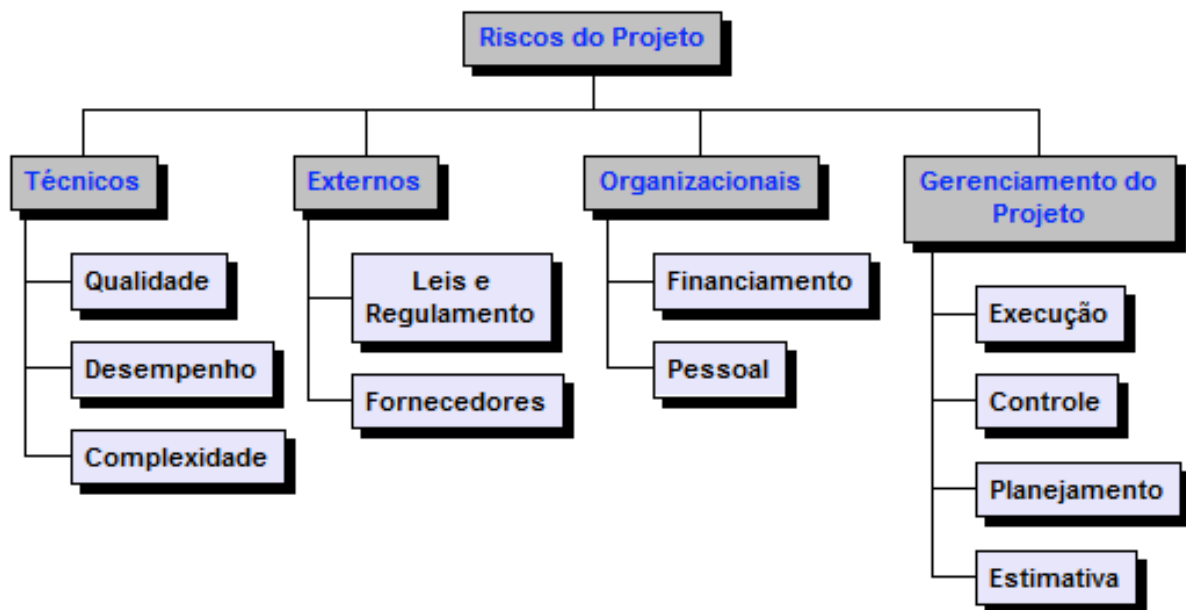 Riscos do Projeto
Técnicos
Externos
Organizacionais
Gerenciamento do
Projeto
Qualidade
Desempenho
Complexidade
Leis e
Regulamento
Fornecedores
Financiamento
Pessoal
Execução
Controle
Planejamento
Estimativa